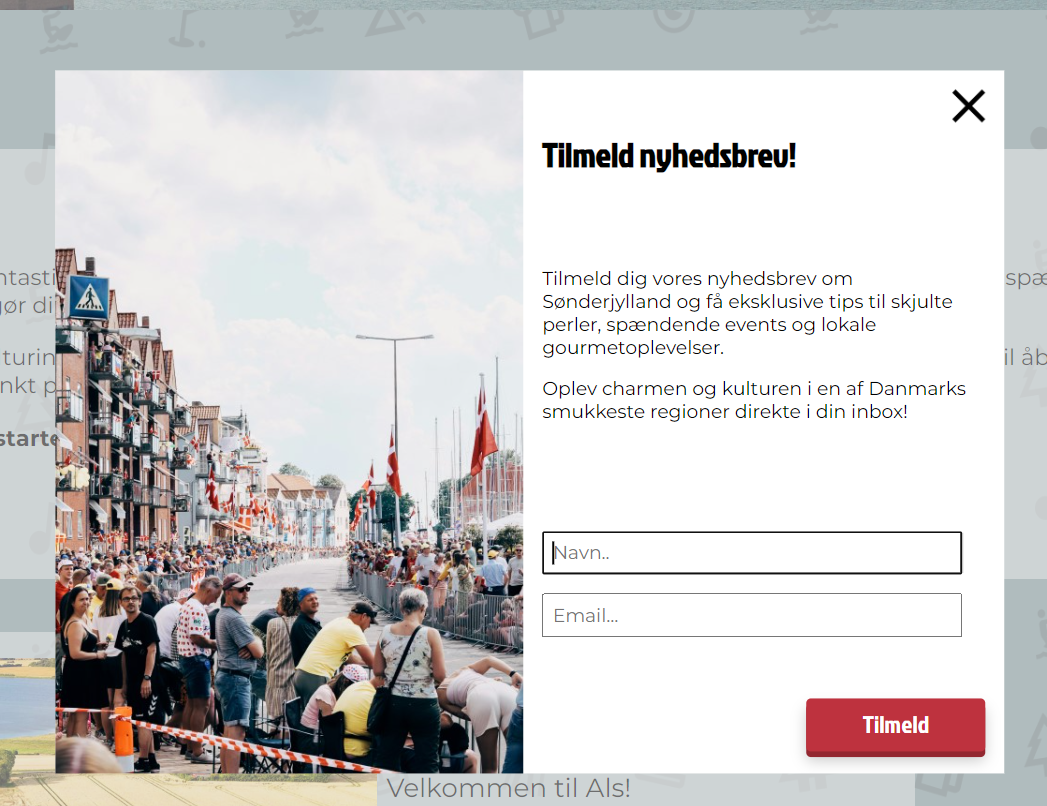 Tilmeld nyhedsbrev!
Tilmeld dig vores nyhedsbrev om
Sønderjylland og få eksklusive tips til skjulte
perler, spændende events og lokale
gourmetoplevelser.
Oplev charmen og kulturen i en af Danmarks
smukkeste regioner direkte i din inbox!
Navn..
Email...
Tilmeld
Velkommen til Als!